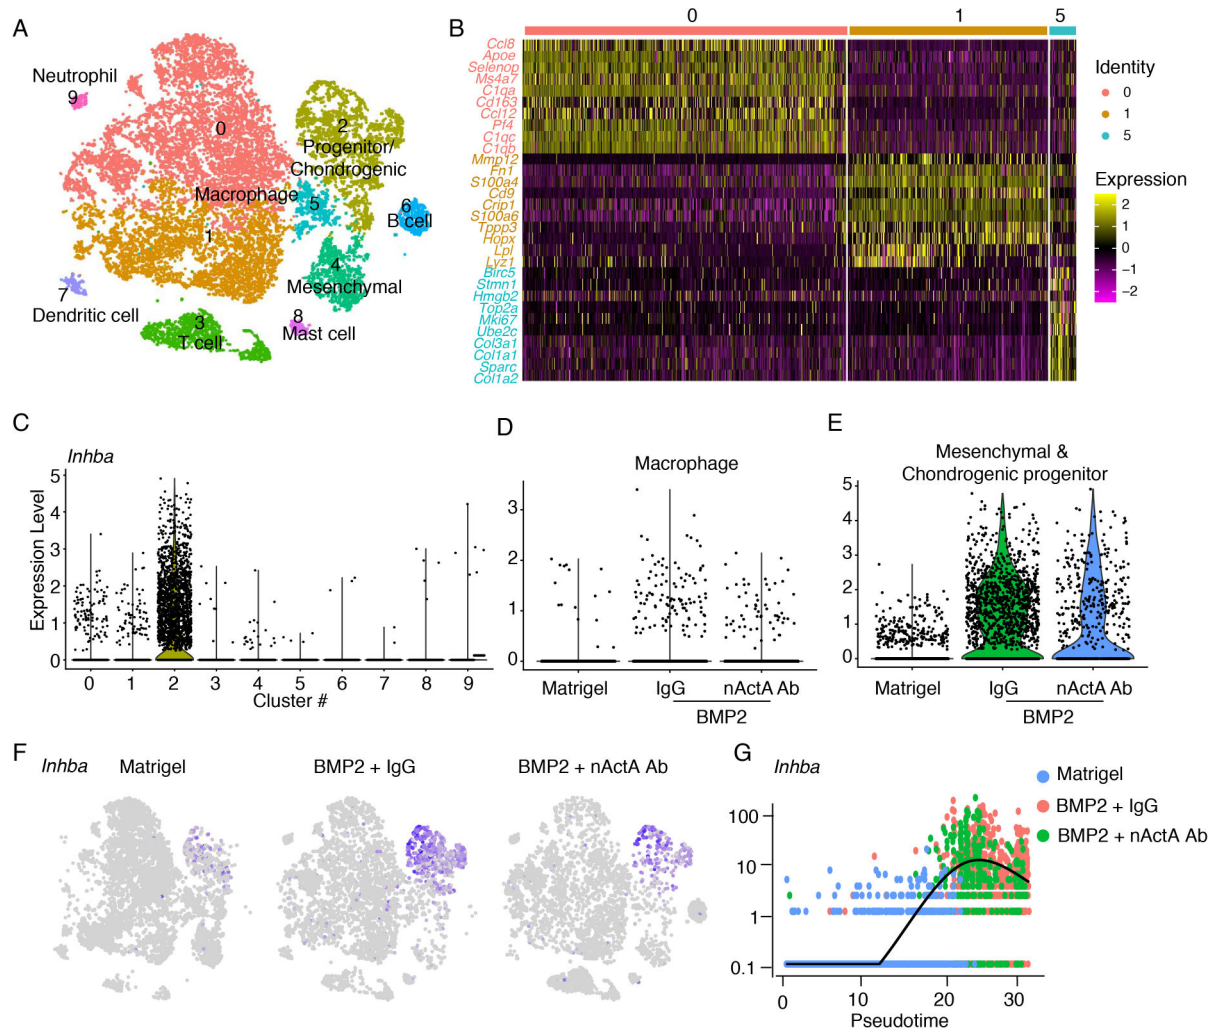 A
Neutrophil
9
0
2
Progenitor/
Chondrogenic
Macrophage
5
6
B cell
1
4
Mesenchymal
7
Dendritic cell
3
T cell
8
Mast cell
B
0 1 5
Ccl8
Apoe
Selenop
Ms4a7
C1qa
Cd163
Ccl12
Pf4
C1qc
C1qb
Mmp12
Fn1
S100a4
Cd9
Crip1
S100a6
Tppp3
Hopx
Lpl
Lyz1
Birc5
Stmn1
Hmgb2
Top2a
Mki67
Ube2c
Col3a1
Col1a1
Sparc
Col1a2
Identity
0
1
5
Expression
2
1
0
−1
−2
C
Inhba
Expression Level
5
4
3
2
1
0
0 1 2 3 4 5 6 7 8 9
Cluster #
D
Macrophage
3
2
1
0
Matrigel IgG nActA Ab
BMP2
E
Mesenchymal &
Chondrogenic progenitor
5
4
3
2
1
0
Matrigel IgG nActA Ab
BMP2
F
Inhba Matrigel BMP2 + IgG BMP2 + nActA Ab
G
Inhba
Matrigel
BMP2 + IgG
BMP2 + nActA Ab
100
10
1
0.1
0 10 20 30
Pseudotime